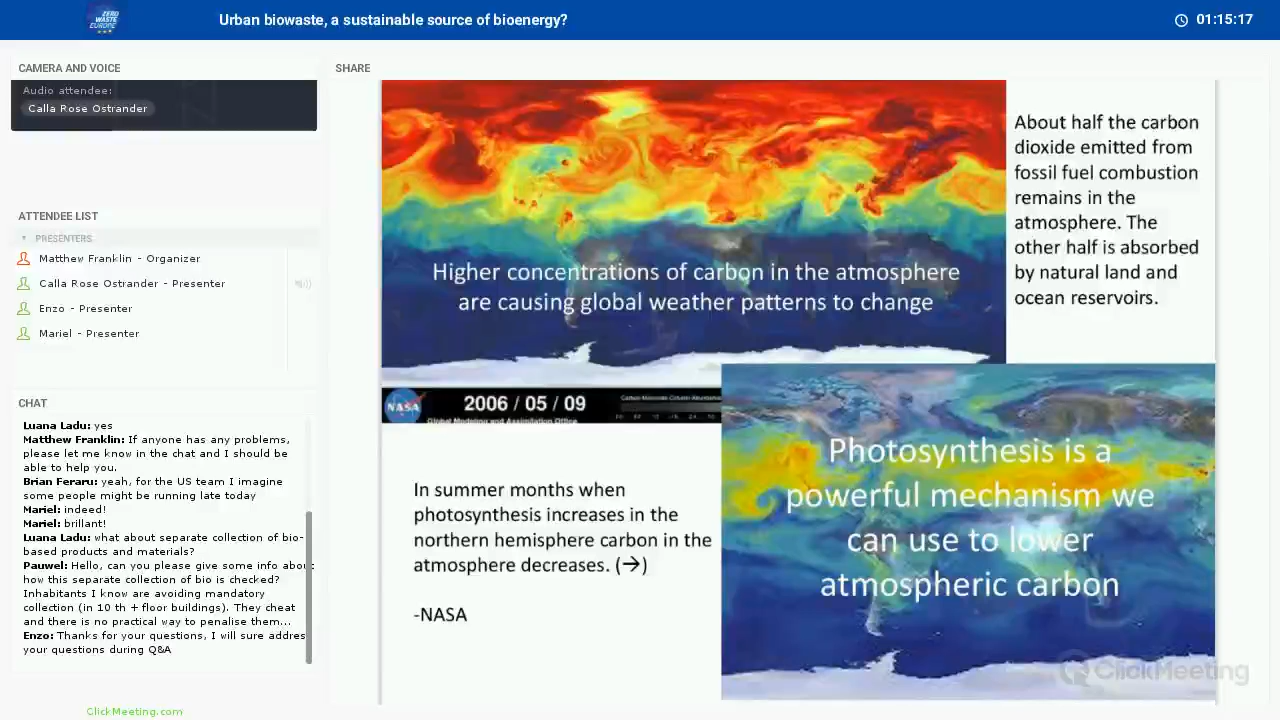 ZERO WASTE EUROPE
Urban biowaste, a sustainable source of bioenergy?
01:15:17
CAMERA AND VOICE
Audio attendee:
Calla Rose Ostrander
ATTENDEE LIST
PRESENTERS
Matthew Franklin - Organizer
Calla Rose Ostrander - Presenter
Enzo - Presenter
Mariel - Presenter
CHAT
Luana Ladu: yes
Matthew Franklin: If anyone has any problems,
please let me know in the chat and I should be
able to help you.
Brian Feraru: yeah, for the US team I imagine
some people might be running late today
Mariel: indeed!
Mariel: brillant!
Luana Ladu: what about separate collection of bio-
based products and materials?
Pauwel: Hello, can you please give some info about
how this separate collection of bio is checked?
Inhabitants I know are avoiding mandatory
collection (in 10 th + floor buildings). They cheat
and there is no practical way to penalise them...
Enzo: Thanks for your questions, I will sure addres
your questions during Q&A
ClickMeeting.com
SHARE
Higher concentrations of carbon in the atmosphere
are causing global weather patterns to change
About half the carbon
dioxide emitted from
fossil fuel combustion
remains in the
atmosphere. The
other half is absorbed
by natural land and
ocean reservoirs.
NASA
2006 / 05 / 09
Global Modeling and Assimilation Office
In summer months when
photosynthesis increases in the
northern hemisphere carbon in the
atmosphere decreases. (→)
-NASA
Photosynthesis is a
powerful mechanism we
can use to lower
atmospheric carbon
ClickMeeting